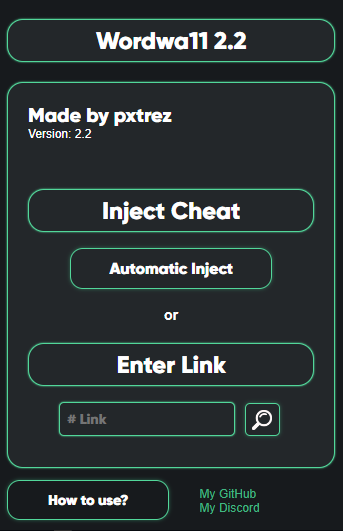 Wordwa11 2.2
Made by pxtrez
Version: 2.2
Inject Cheat
Automatic Inject
or
Enter Link
# Link
How to use?
My GitHub
My Discord